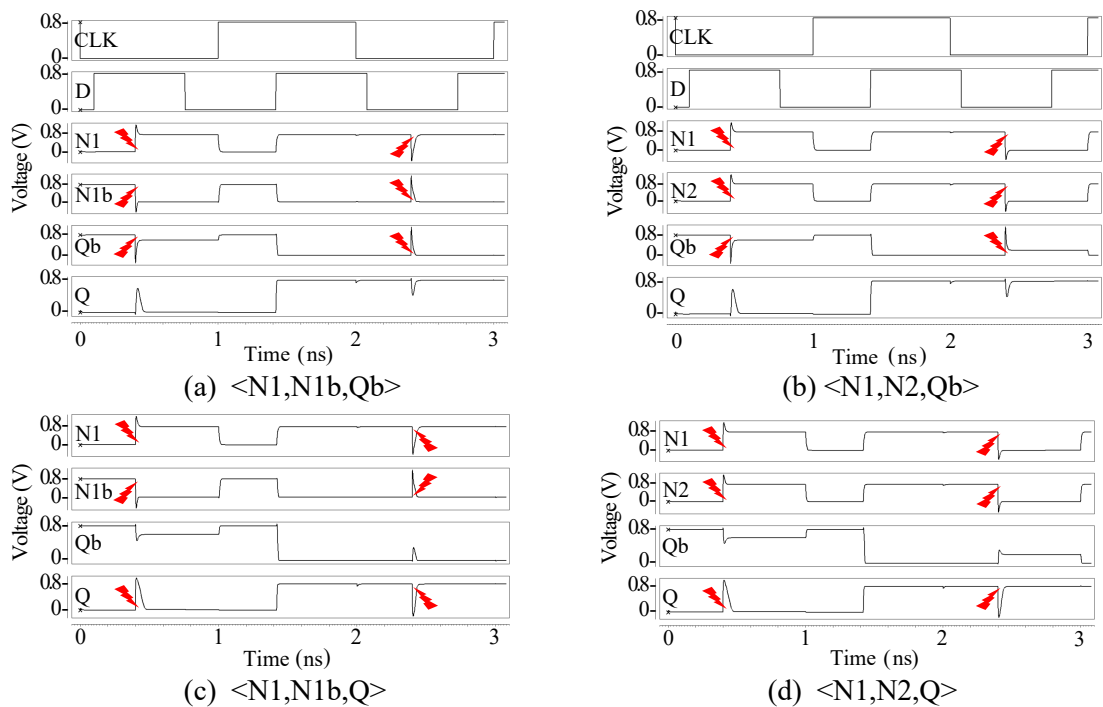 Voltage (V)
0.8
0
CLK
0.8
0
D
0.8
0
N1
0.8
0
N1b
0.8
0
Qb
0.8
0
Q
0 1 2 3
Time (ns)
(a) <N1,N1b,Qb>
Voltage (V)
0.8
0
CLK
0.8
0
D
0.8
0
N1
0.8
0
N2
0.8
0
Qb
0.8
0
Q
0 1 2 3
Time (ns)
(b) <N1,N2,Qb>
Voltage (V)
0.8
0
N1
0.8
0
N1b
0.8
0
Qb
0.8
0
Q
0 1 2 3
Time (ns)
(c) <N1,N1b,Q>
Voltage (V)
0.8
0
N1
0.8
0
N2
0.8
0
Qb
0.8
0
Q
0 1 2 3
Time (ns)
(d) <N1,N2,Q>